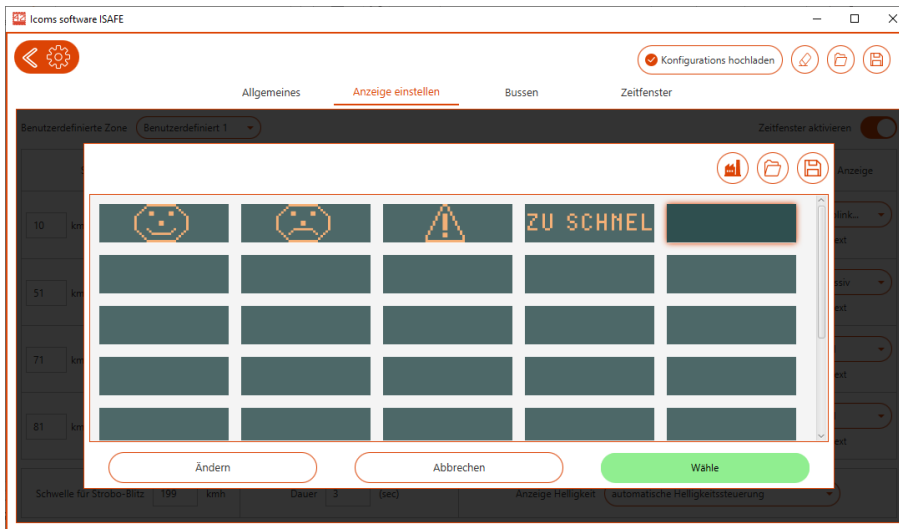 Icoms software ISAFE
Konfigurations hochladen
Allgemeines Anzeige einstellen Bussen Zeitfenster
Benutzerdefinierte Zone Benutzerdefiniert 1 Zeitfenster aktivieren
Anzeige
ZU SCHNEL
10 km
51 km
71 km
81 km
Ändern Abbrechen Wähle
Schwelle für Strobo-Blitz 199 kmh Dauer 3 (sec) Anzeige Helligkeit automatische Helligkeitssteuerung